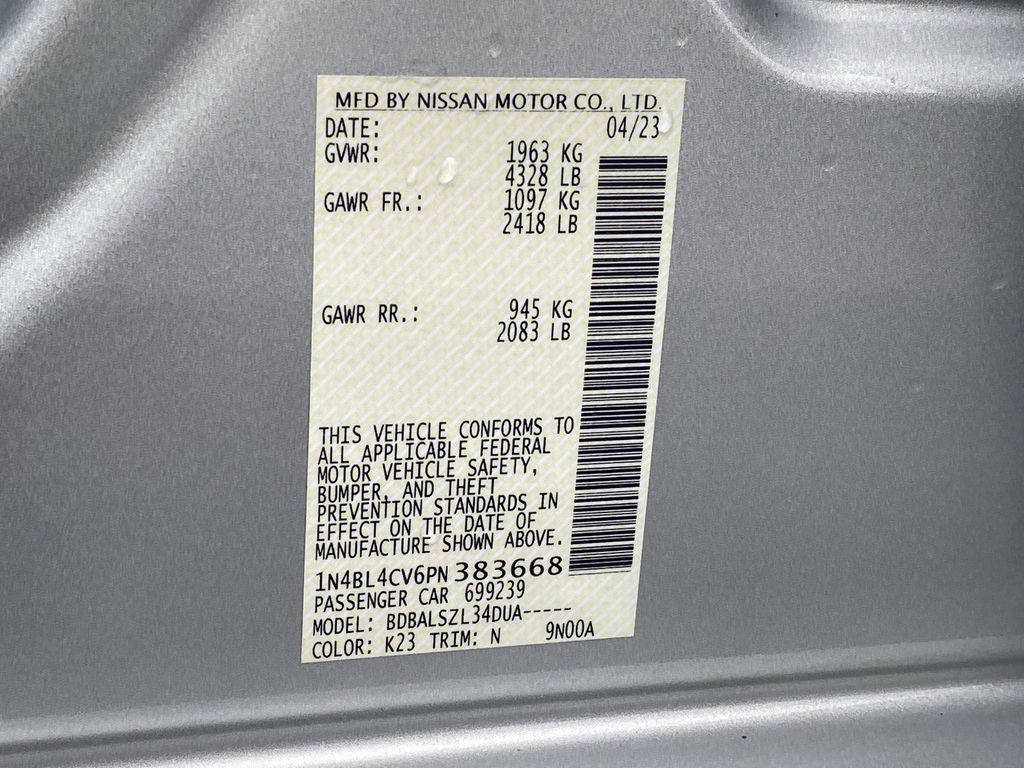 MFD BY NISSAN MOTOR CO., LTD.
DATE: 04/23
GVWR: 1963 KG
4328 LB
GAWR FR.: 1097 KG
2418 LB
GAWR RR.: 945 KG
2083 LB
THIS VEHICLE CONFORMS TO
ALL APPLICABLE FEDERAL
MOTOR VEHICLE SAFETY,
BUMPER, AND THEFT
PREVENTION STANDARDS IN
EFFECT ON THE DATE OF
MANUFACTURE SHOWN ABOVE.
1N4BL4CV6PN383668
PASSENGER CAR 699239
MODEL: BDBALSZL34DUA-----
COLOR: K23 TRIM: N 9N00A